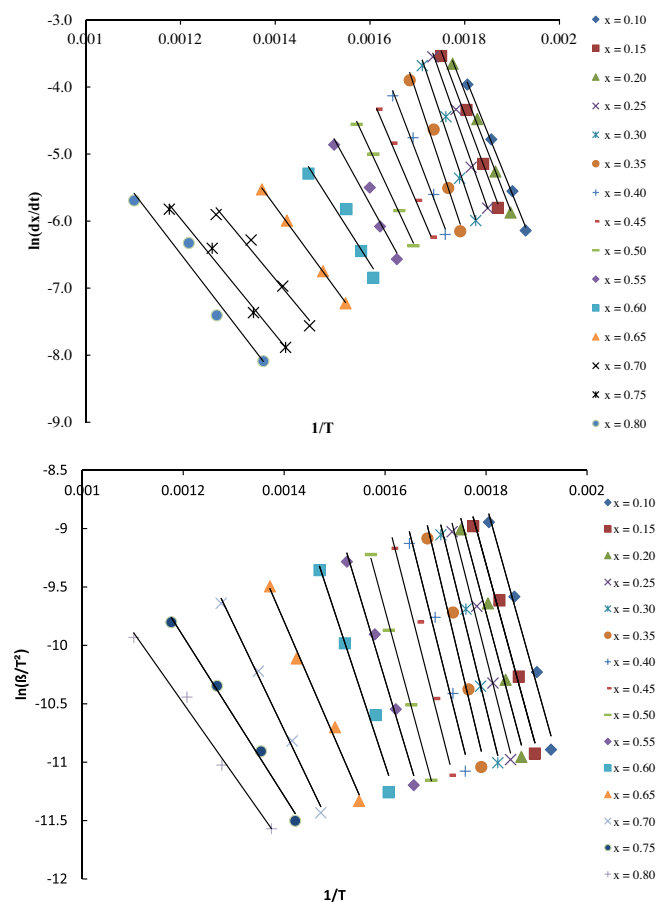 -3.0
0.001 0.0012 0.0014 0.0016 0.0018 0.002
-4.0
-5.0
-6.0
-7.0
-8.0
-9.0
ln(dx/dt)
1/T
x = 0.10
x = 0.15
x = 0.20
x = 0.25
x = 0.30
x = 0.35
x = 0.40
x = 0.45
x = 0.50
x = 0.55
x = 0.60
x = 0.65
x = 0.70
x = 0.75
x = 0.80
-8.5
0.001 0.0012 0.0014 0.0016 0.0018 0.002
-9
-9.5
-10
-10.5
-11
-11.5
-12
ln(ß/T²)
1/T
x = 0.10
x = 0.15
x = 0.20
x = 0.25
x = 0.30
x = 0.35
x = 0.40
x = 0.45
x = 0.50
x = 0.55
x = 0.60
x = 0.65
x = 0.70
x = 0.75
x = 0.80